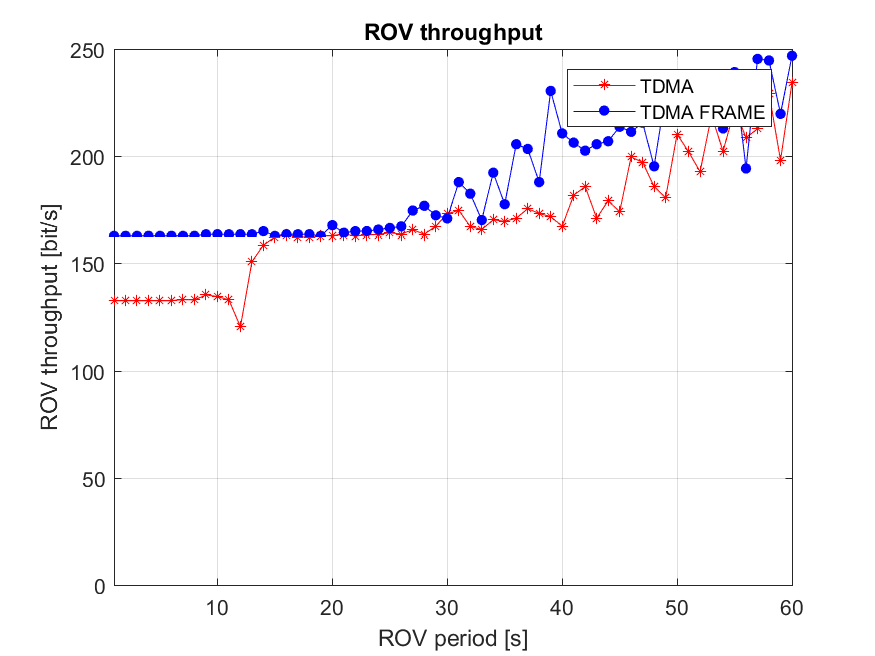 ROV throughput
250
200
150
100
50
0
ROV throughput [bit/s]
TDMA
TDMA FRAME
10 20 30 40 50 60
ROV period [s]